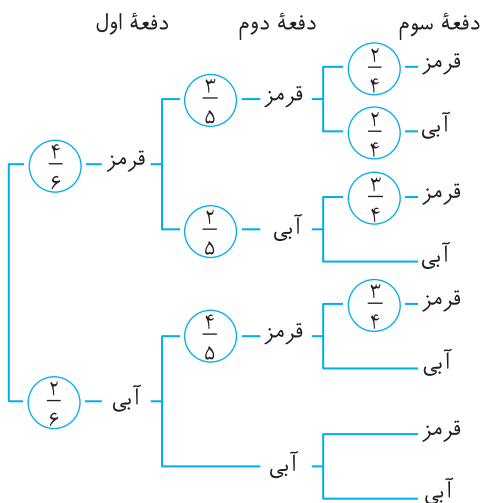 دفعهٔ اول دفعهٔ دوم دفعهٔ سوم
۲/۴ قرمز
۳/۵ قرمز
۲/۴ آبی
۴/۶ قرمز
۳/۴ قرمز
۲/۵ آبی
آبی
۳/۴ قرمز
۴/۵ قرمز
آبی
۲/۶ آبی
قرمز
آبی
آبی